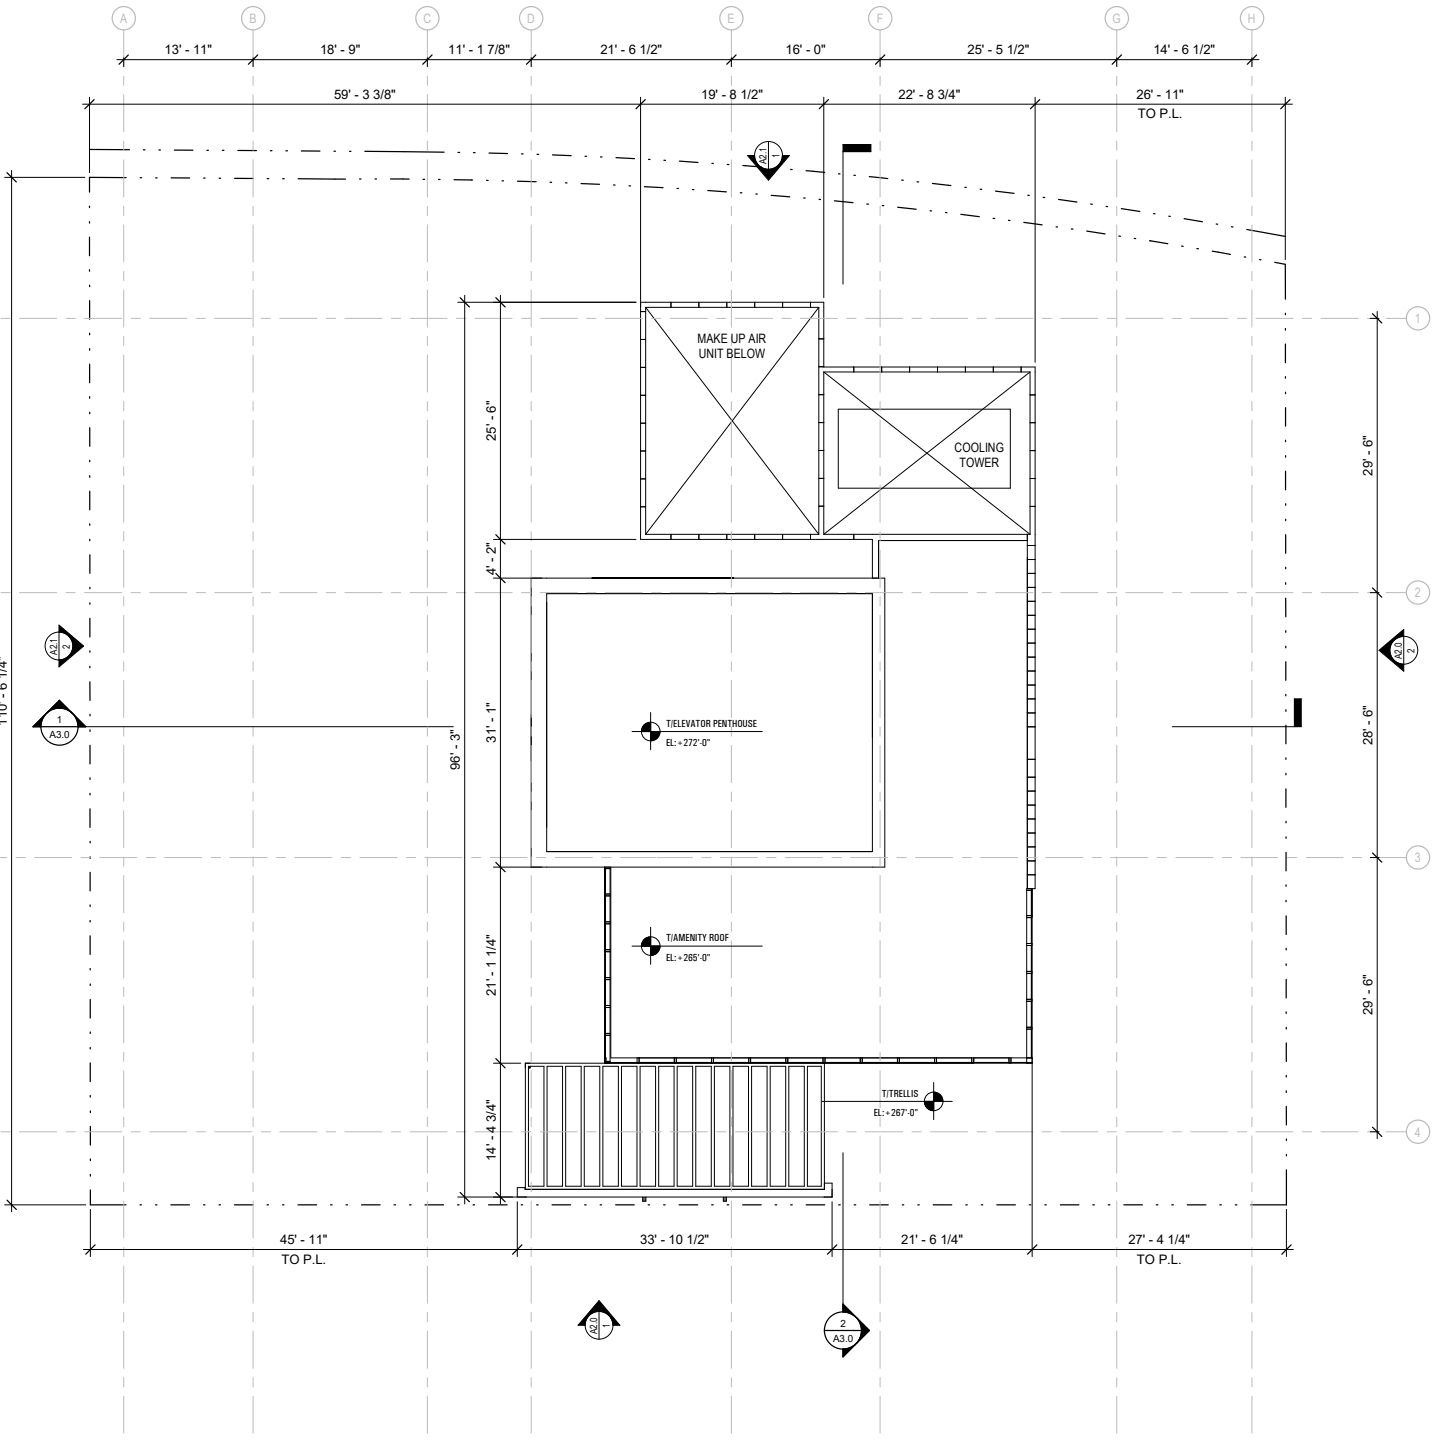 A B C D E F G H
13' - 11" 18' - 9" 11' - 1 7/8" 21' - 6 1/2" 16' - 0" 25' - 5 1/2" 14' - 6 1/2"
59' - 3 3/8" 19' - 8 1/2" 22' - 8 3/4" 26' - 11"
TO P.L.
A2.1
1
1
MAKE UP AIR
UNIT BELOW
25' - 6"
COOLING
TOWER
29' - 6"
4' - 2"
2
A2.1
2
A2.0
2
110' - 6 1/4"
1
A3.0
96' - 3"
31' - 1"
T/ELEVATOR PENTHOUSE
EL: +272'-0"
28' - 6"
3
21' - 1 1/4"
T/AMENITY ROOF
EL: +265'-0"
29' - 6"
14' - 4 3/4"
T/TRELLIS
EL: +267'-0"
4
45' - 11" 33' - 10 1/2" 21' - 6 1/4" 27' - 4 1/4"
TO P.L. TO P.L.
A2.0
1
2
A3.0